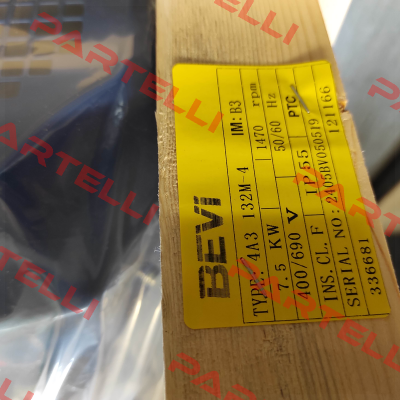 BEVI
TYPE: 4A3 132M-4 IM: B3
7.5 KW 1470 rpm
400/690 V 50/60 Hz
INS. CL. F IP55 PTC
SERIAL NO: 2405BV050519
336681 121166
PARTELLI
PARTELLI
PARTELLI
PARTELLI
PARTELLI